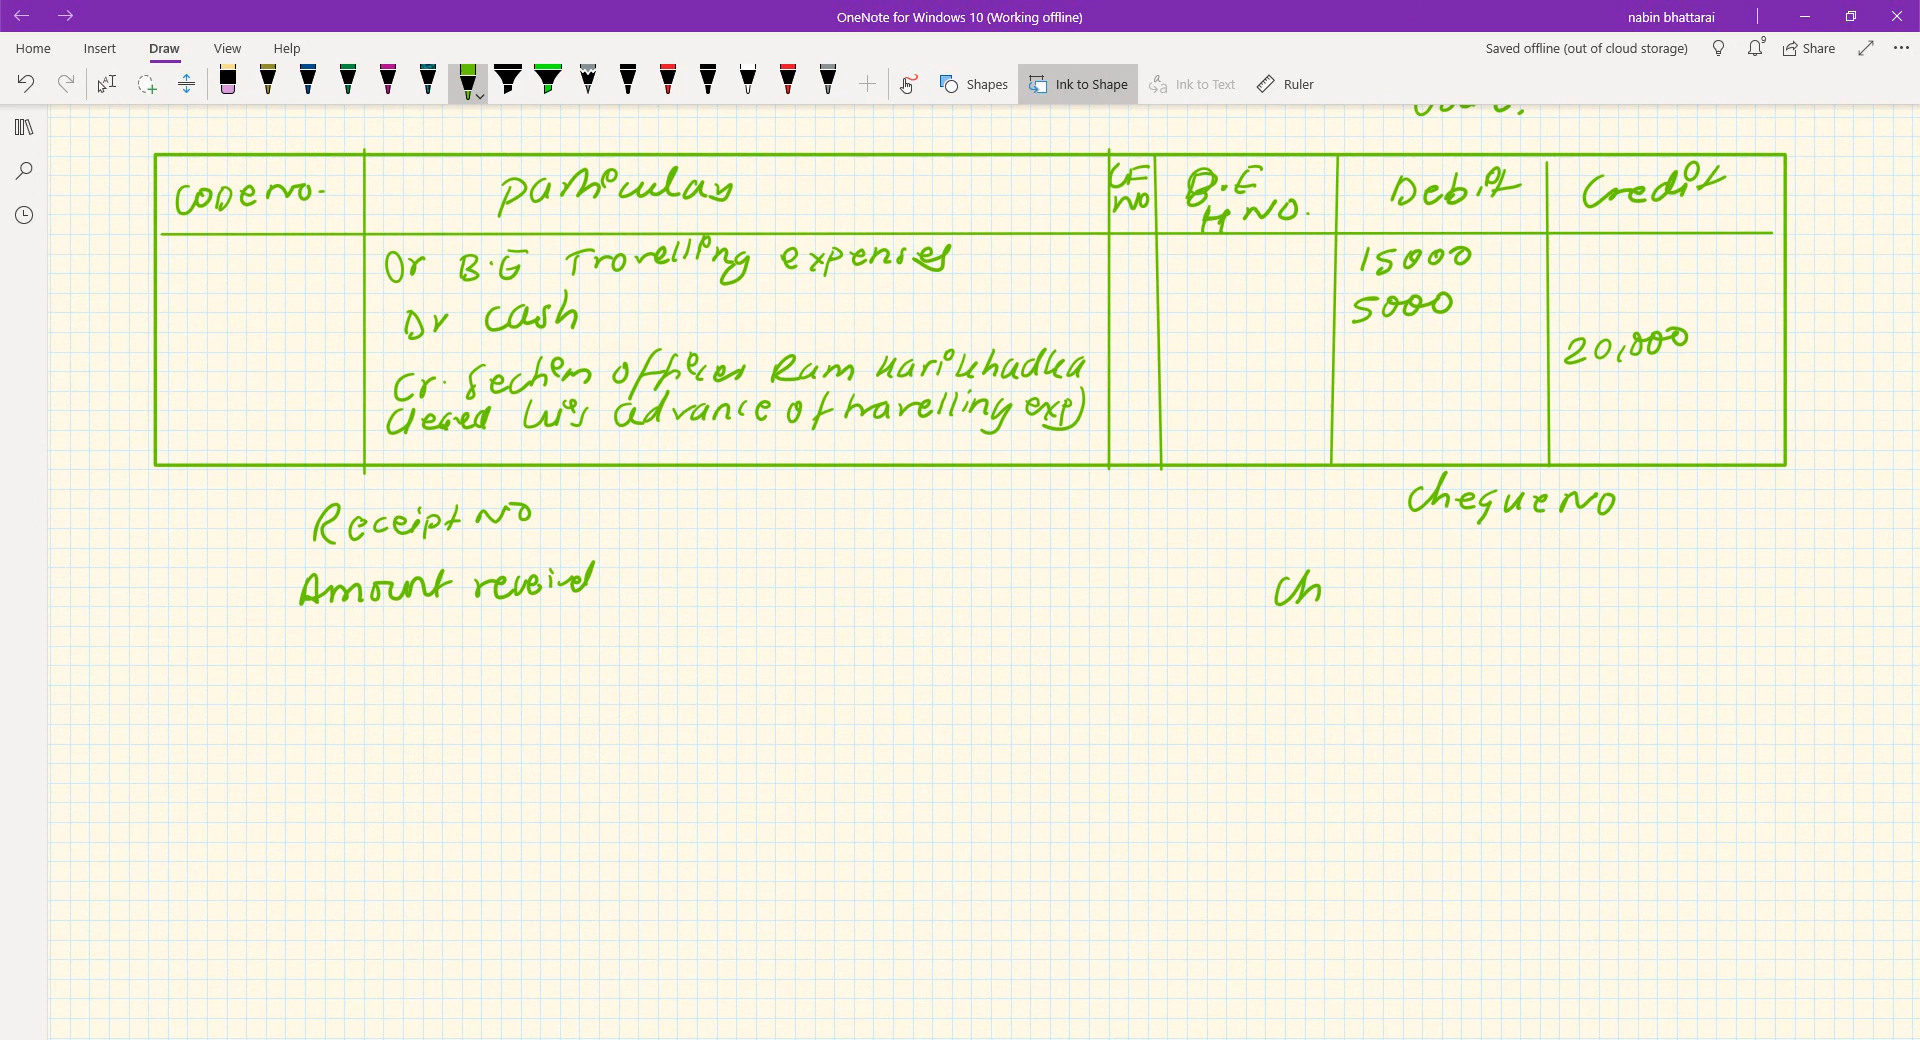 OneNote for Windows 10 (Working offline)
nabin bhattarai
Home Insert Draw View Help
Saved offline (out of cloud storage)
9
Share
Shapes
Ink to Shape
Ink to Text
Ruler
Code no. Particulars B.E Debit Credit
NO H NO.
Dr B.E Travelling expenses 15000
Dr cash 5000
20,000
Cr. Section officer Ram Hari Khadka
advance of travelling exp)
Receipt NO
Cheque NO
Amount received
Ch